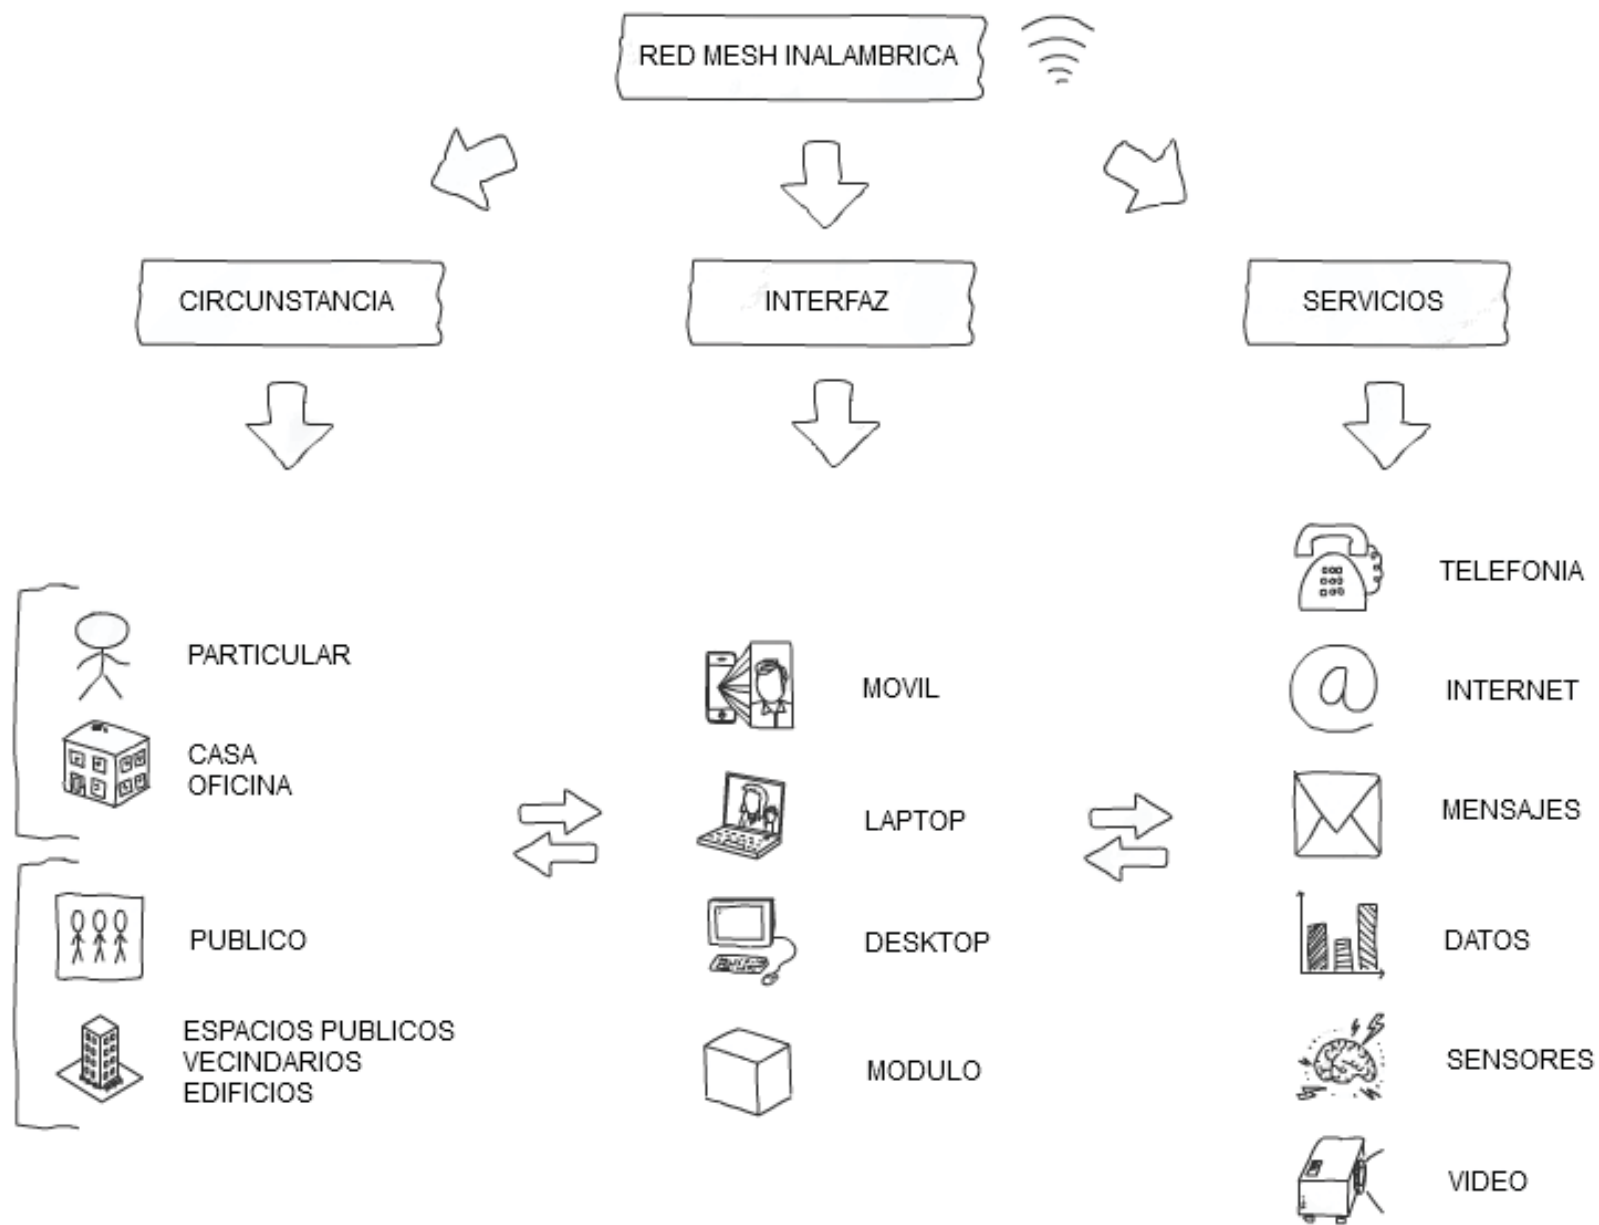 RED MESH INALAMBRICA
CIRCUNSTANCIA
INTERFAZ
SERVICIOS
PARTICULAR
CASA
OFICINA
PUBLICO
ESPACIOS PUBLICOS
VECINDARIOS
EDIFICIOS
MOVIL
LAPTOP
DESKTOP
MODULO
TELEFONIA
@
INTERNET
MENSAJES
DATOS
SENSORES
VIDEO